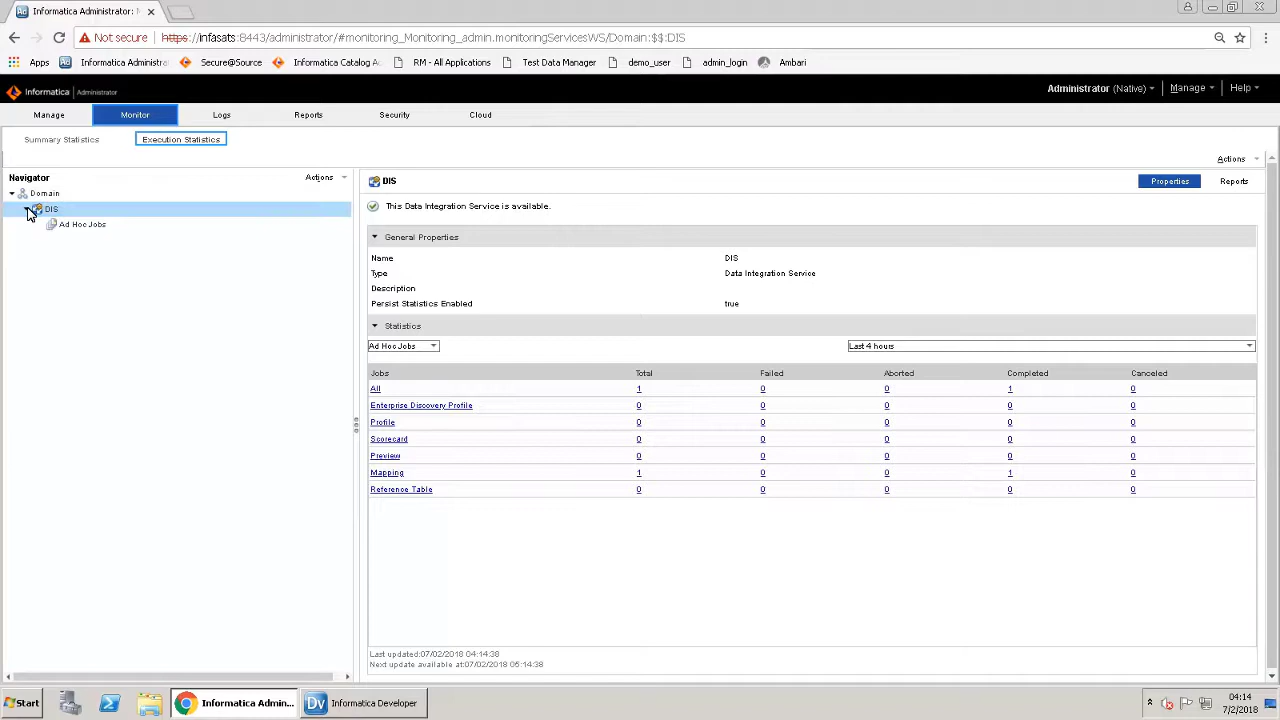 Informatica Administrator: M
Not secure | https://infasats:8443/administrator/#monitoring_Monitoring_admin.monitoringServicesWS/Domain:$$:DIS
Apps
Informatica Administra
Secure@Source
Informatica Catalog A
RM - All Applications
Test Data Manager
demo_user
admin_login
Ambari
Informatica | Administrator
Administrator (Native)
Manage
Help
Manage
Monitor
Logs
Reports
Security
Cloud
Summary Statistics
Execution Statistics
Actions
Navigator
Actions
Domain
DIS
Ad Hoc Jobs
DIS
Properties
Reports
This Data Integration Service is available.
General Properties
Name DIS
Type Data Integration Service
Description
Persist Statistics Enabled true
Statistics
Ad Hoc Jobs
Last 4 hours
Jobs Total Failed Aborted Completed Canceled
All 1 0 0 1 0
Enterprise Discovery Profile 0 0 0 0 0
Profile 0 0 0 0 0
Scorecard 0 0 0 0 0
Preview 0 0 0 0 0
Mapping 1 0 0 1 0
Reference Table 0 0 0 0 0
Last updated:07/02/2018 04:14:38
Next update available at:07/02/2018 05:14:38
Start
Informatica Admin...
Dv
Informatica Developer
04:14
7/2/2018